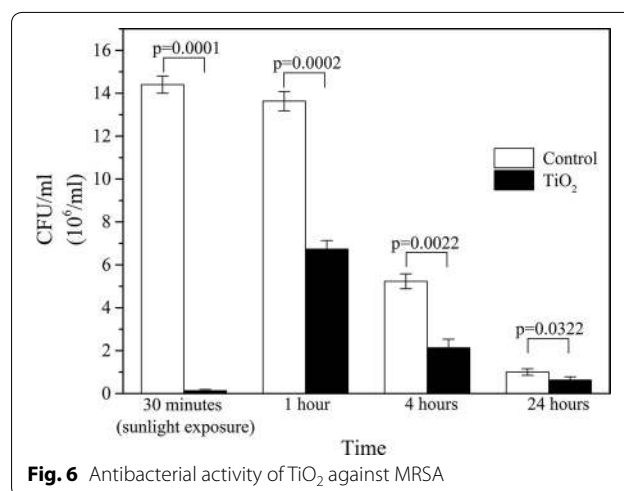 16
14
12
10
8
6
4
2
0
CFU/ml
(10⁶/ml)
p=0.0001
p=0.0002
p=0.0022
p=0.0322
Control
TiO₂
30 minutes
(sunlight exposure)
1 hour
4 hours
24 hours
Time
Fig. 6 Antibacterial activity of TiO₂ against MRSA